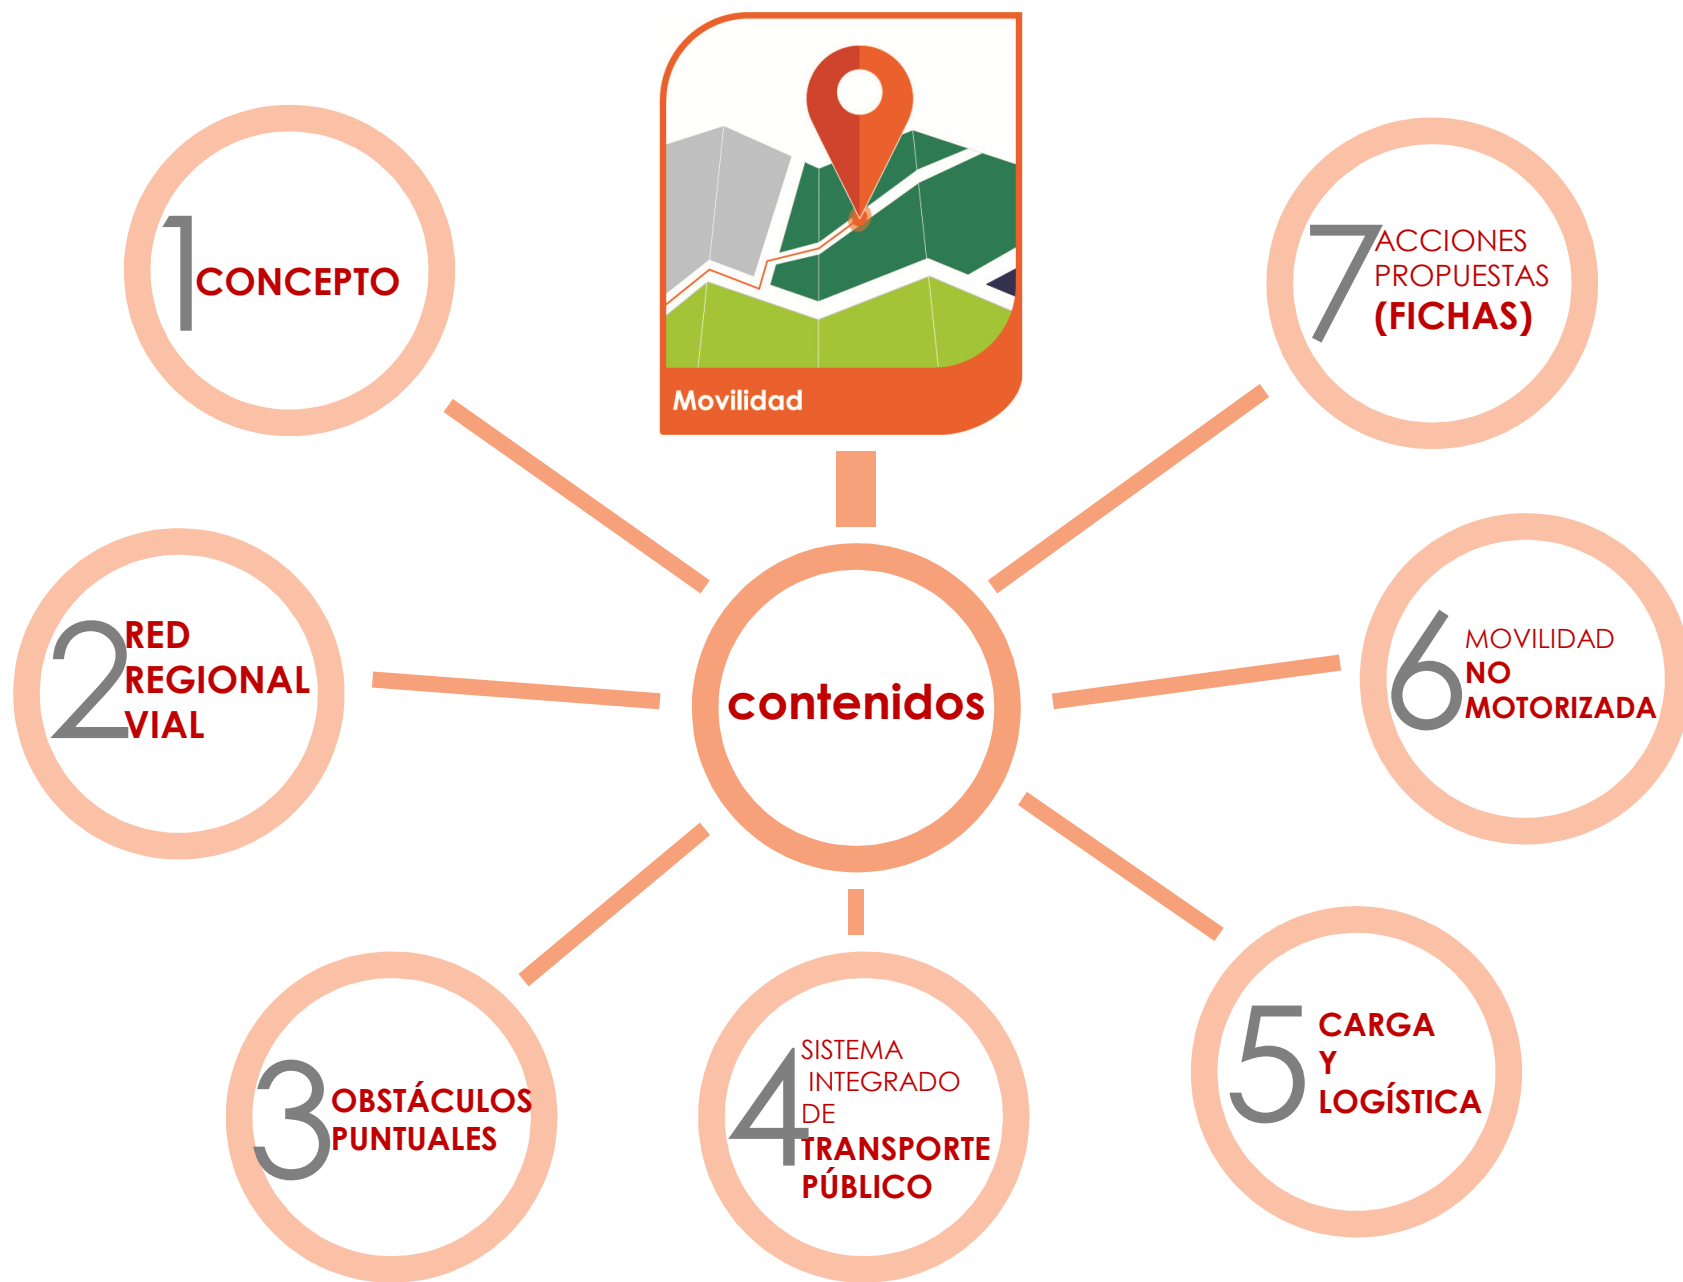 Movilidad
contenidos
1
CONCEPTO
2
RED
REGIONAL
VIAL
3
OBSTÁCULOS
PUNTUALES
4
SISTEMA
INTEGRADO
DE
TRANSPORTE
PÚBLICO
5
CARGA
Y
LOGÍSTICA
6
MOVILIDAD
NO
MOTORIZADA
7
ACCIONES
PROPUESTAS
(FICHAS)